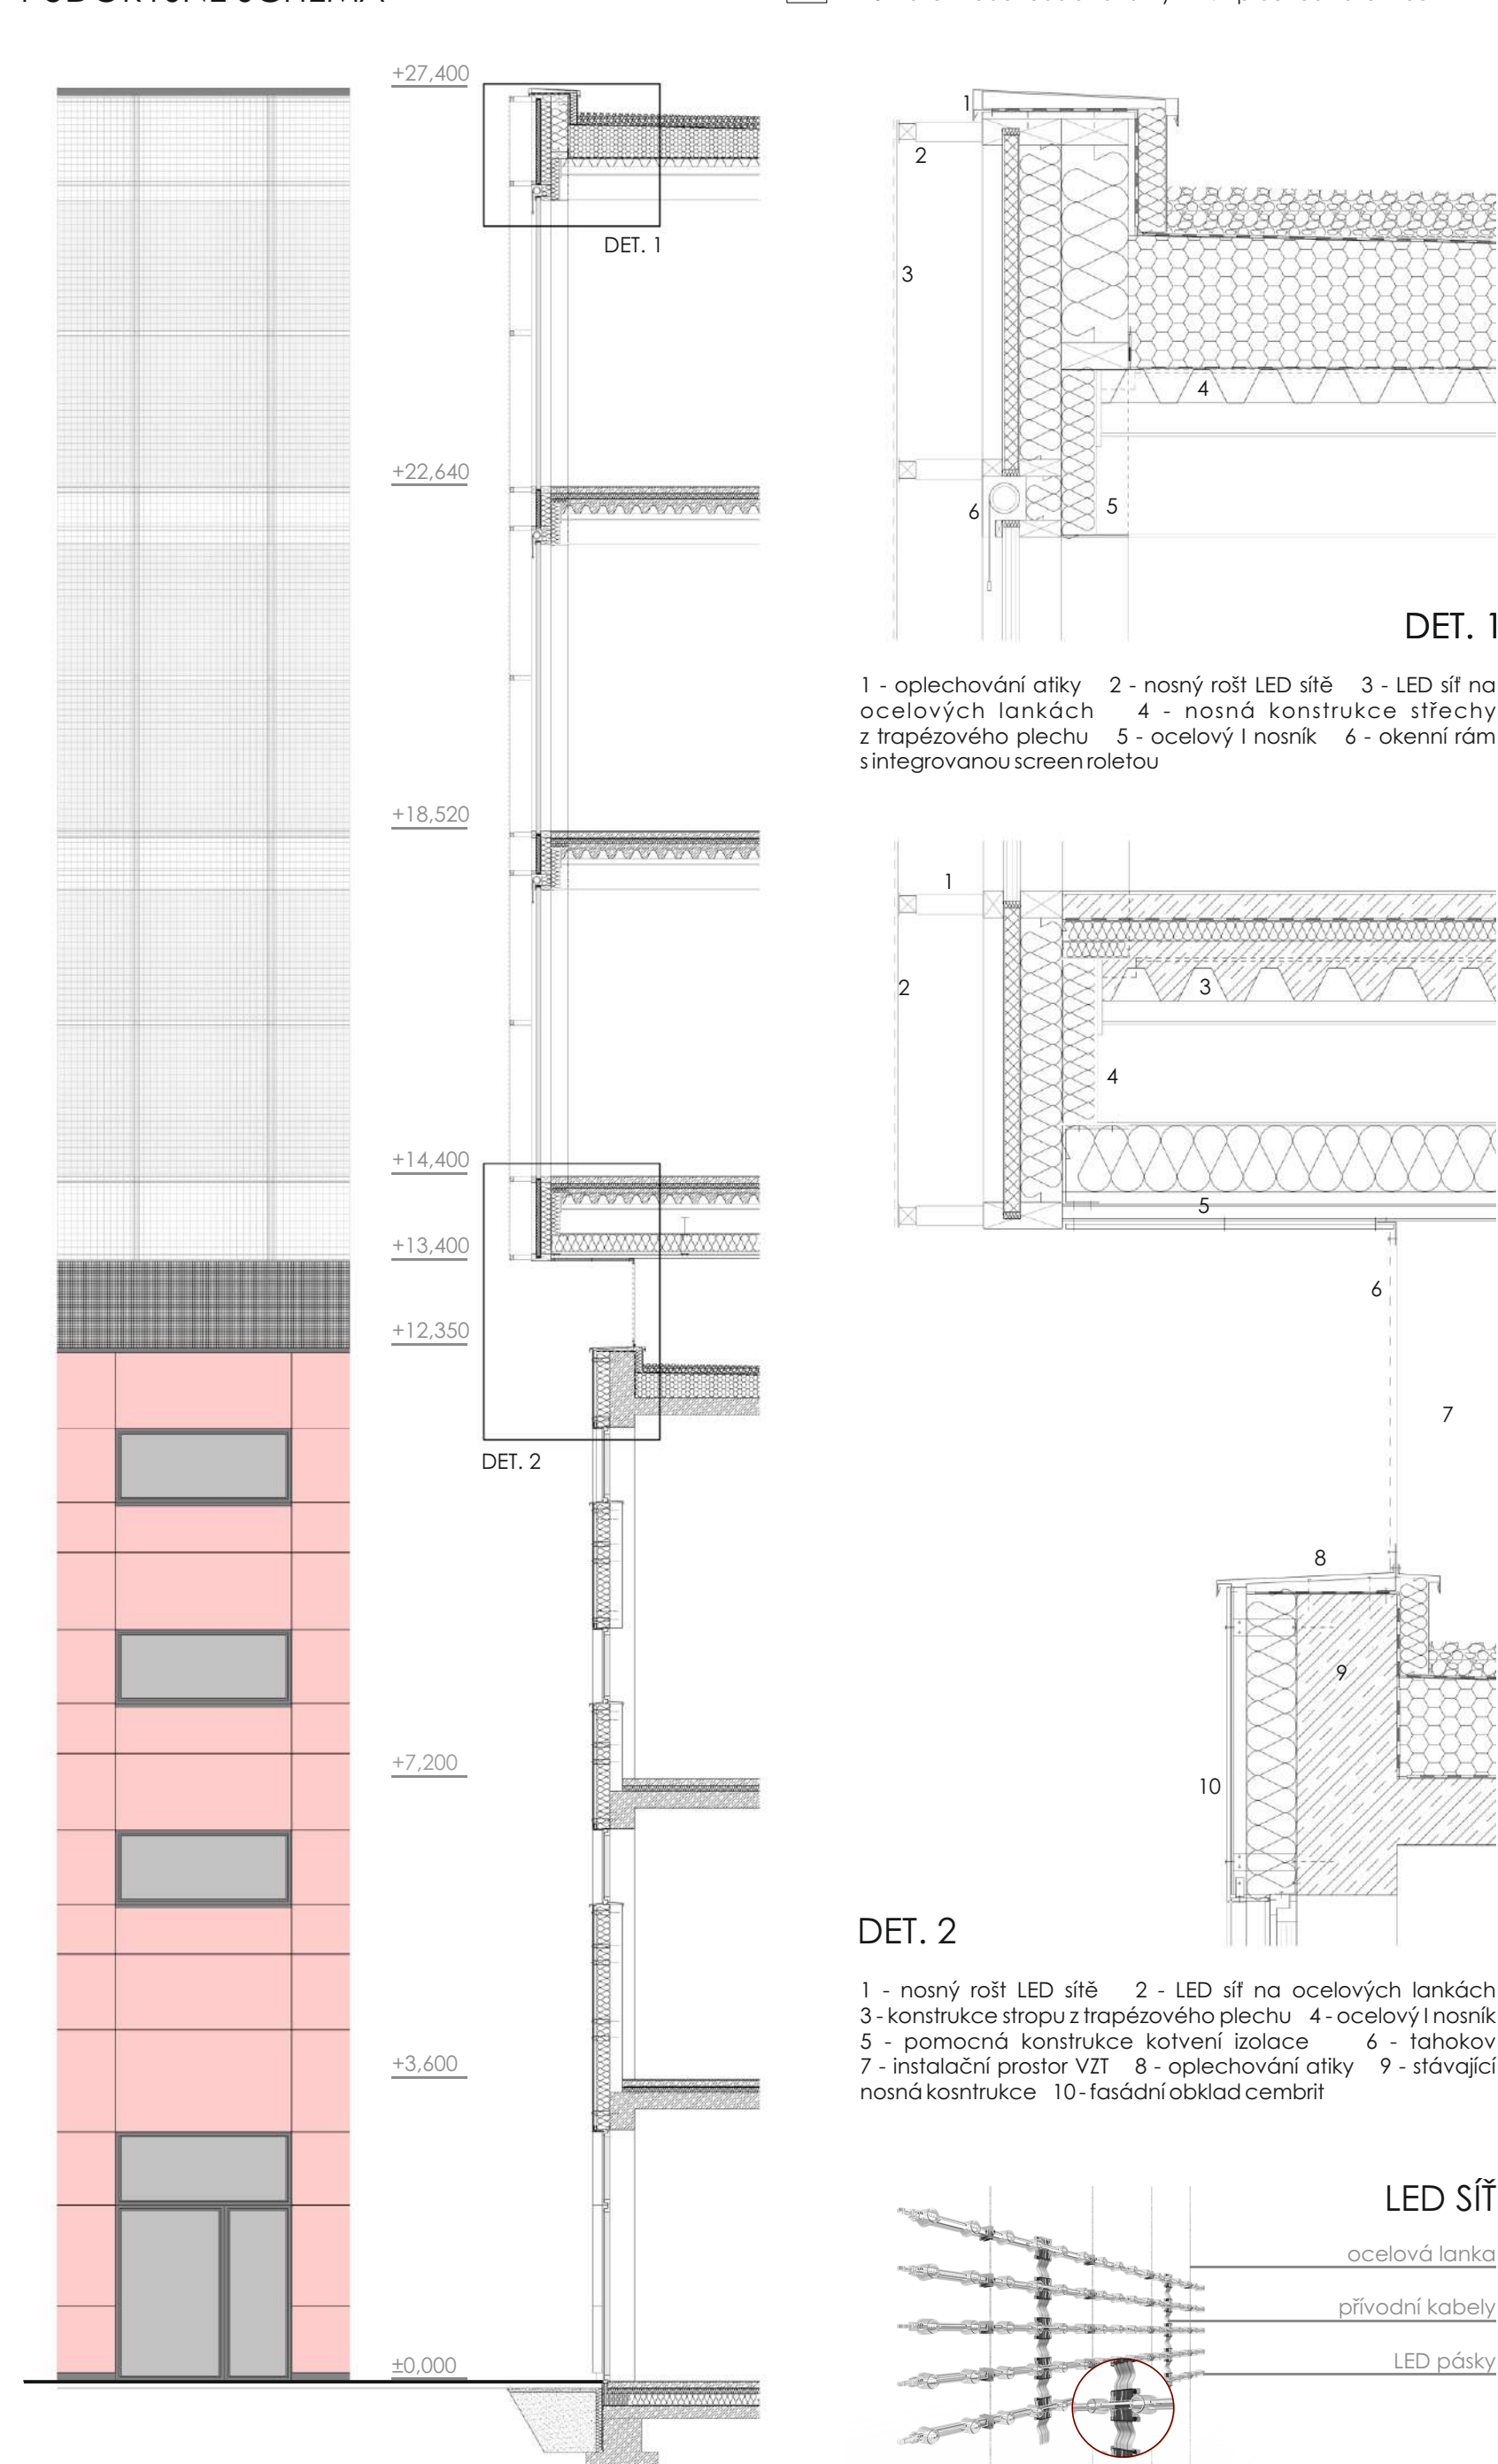 +27,400
DET. 1
+22,640
+18,520
+14,400
+13,400
+12,350
DET. 2
+7,200
+3,600
±0,000
1
2
3
4
5
6
DET. 1
1 - oplechování atiky 2 - nosný rošt LED sítě 3 - LED síť na
ocelových lankách 4 - nosná konstrukce střechy
z trapézového plechu 5 - ocelový I nosník 6 - okenní rám
s integrovanou screen roletou
1
2
3
4
5
6
7
8
9
10
DET. 2
1 - nosný rošt LED sítě 2 - LED síť na ocelových lankách
3 - konstrukce stropu z trapézového plechu 4 - ocelový I nosník
5 - pomocná konstrukce kotvení izolace 6 - tahokov
7 - instalační prostor VZT 8 - oplechování atiky 9 - stávající
nosná kosntrukce 10 - fasádní obklad cembrit
LED SÍŤ
ocelová lanka
přívodní kabely
LED pásky